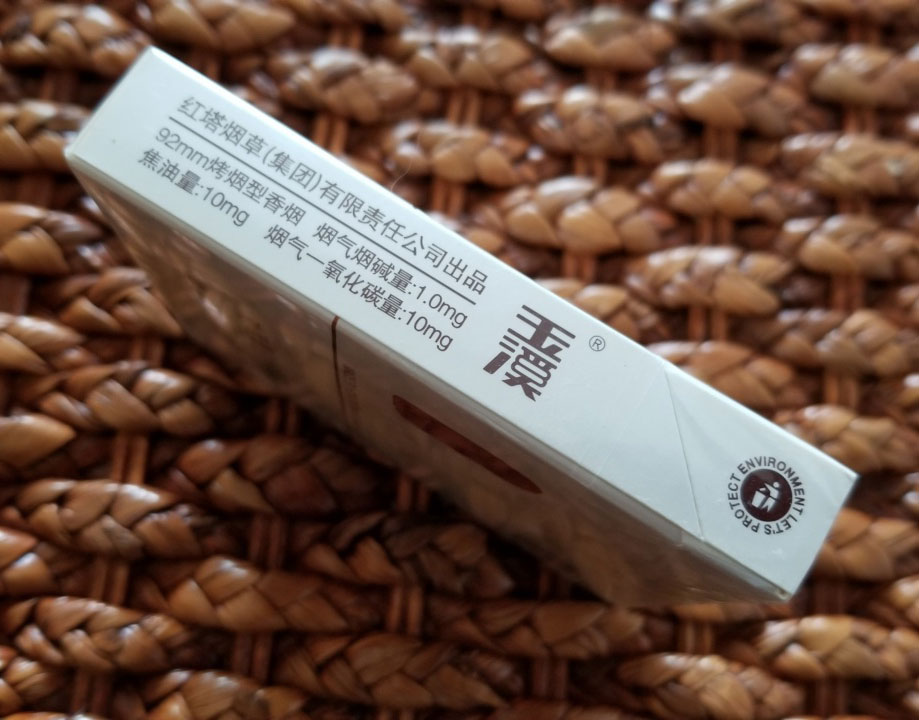 红塔烟草(集团)有限责任公司出品
92mm烤烟型香烟 烟气烟碱量:1.0mg
焦油量:10mg 烟气一氧化碳量:10mg
玉溪®
LET'S PROTECT ENVIRONMENT